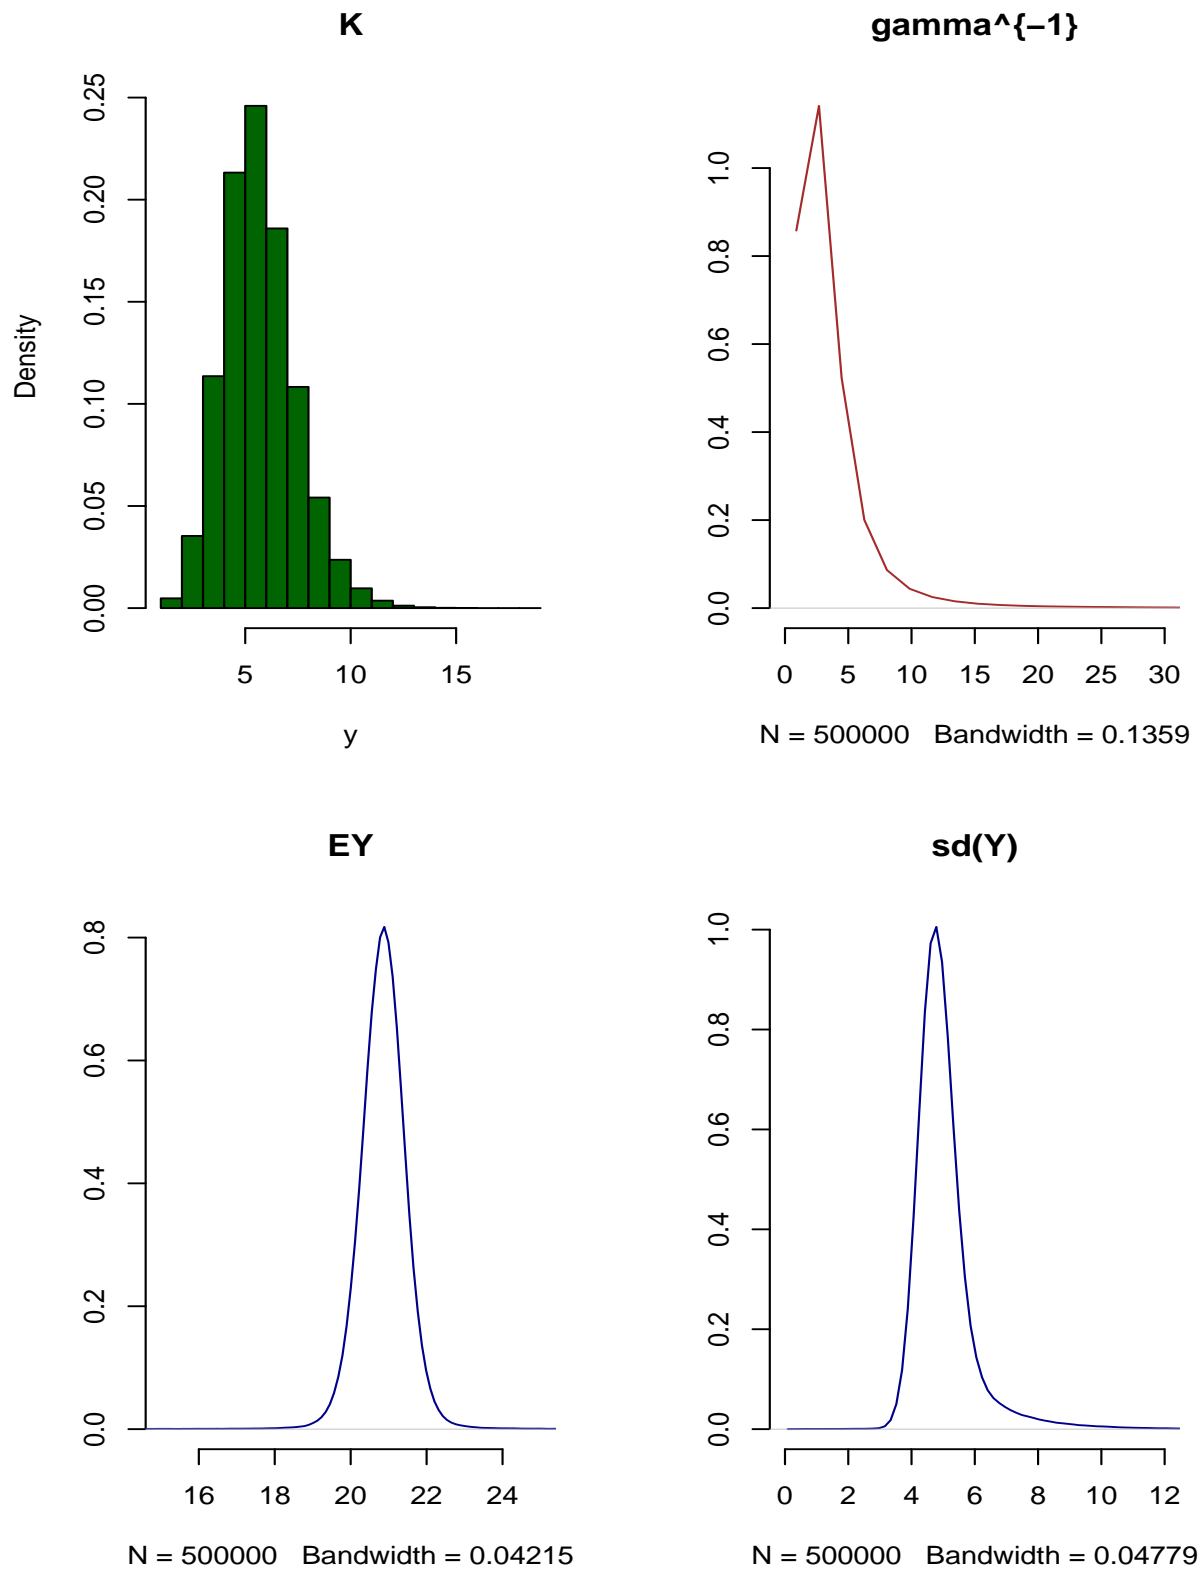 K
Density
0.00 0.05 0.10 0.15 0.20 0.25
5 10 15
y
gamma^{−1}
0.0 0.2 0.4 0.6 0.8 1.0
0 5 10 15 20 25 30
N = 500000 Bandwidth = 0.1359
EY
0.0 0.2 0.4 0.6 0.8
16 18 20 22 24
N = 500000 Bandwidth = 0.04215
sd(Y)
0.0 0.2 0.4 0.6 0.8 1.0
0 2 4 6 8 10 12
N = 500000 Bandwidth = 0.04779